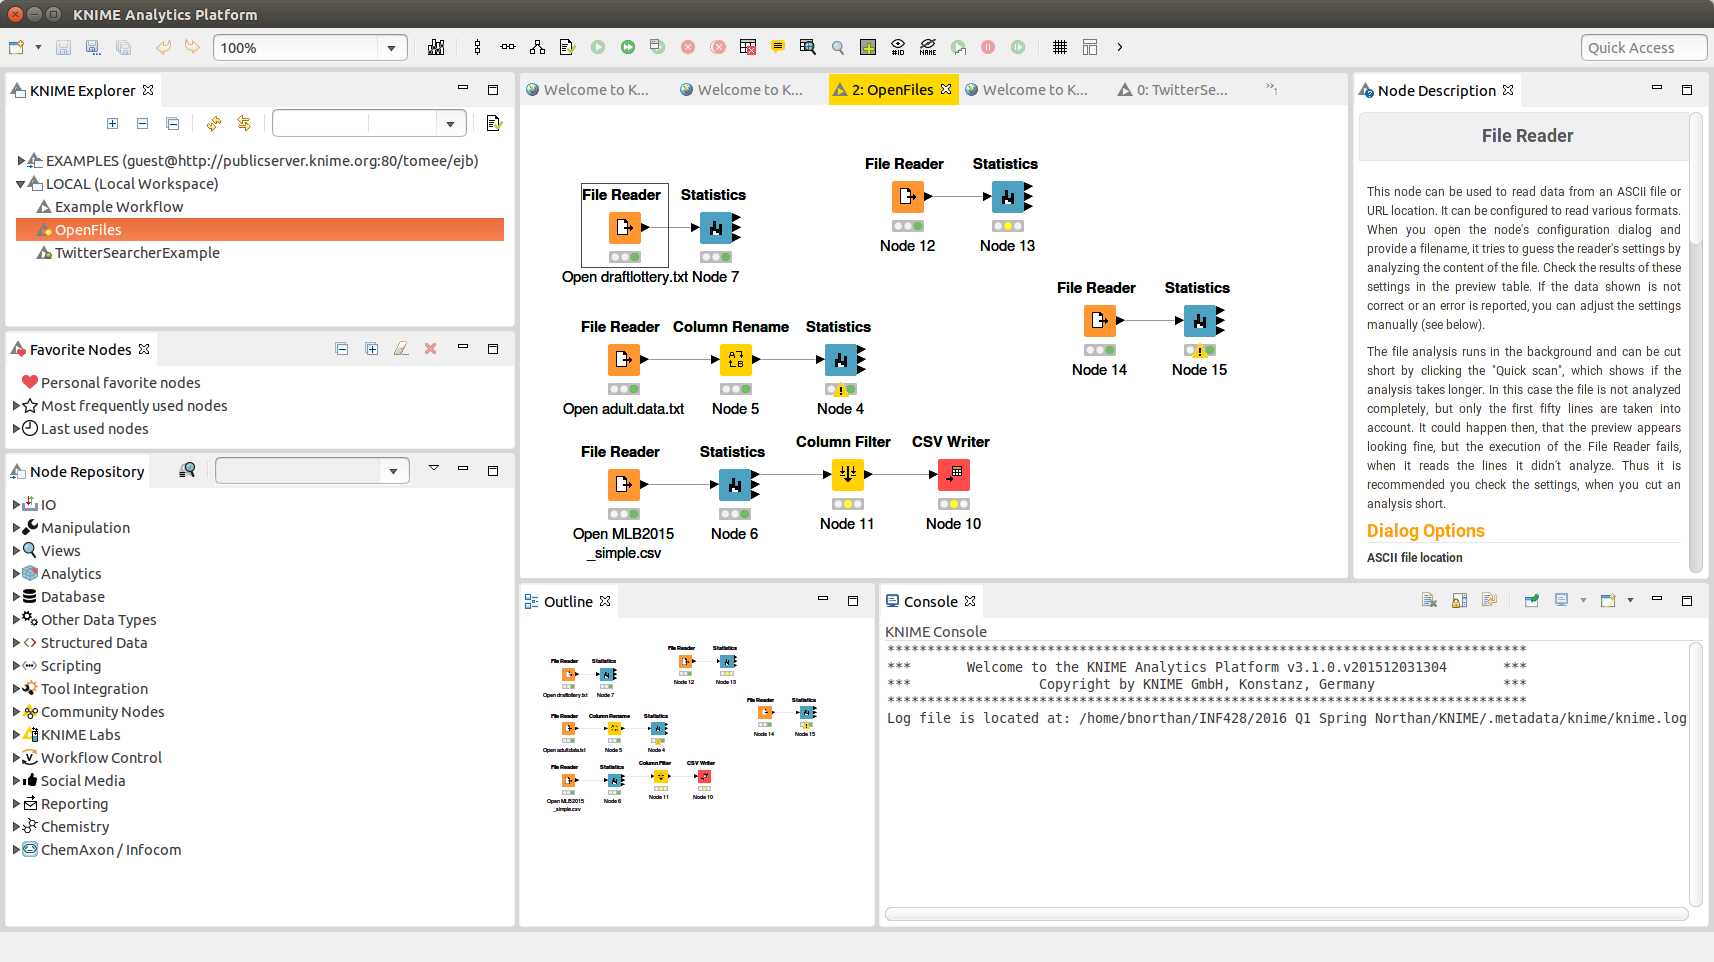 KNIME Analytics Platform
100%
#ID
NAME
Quick Access
KNIME Explorer
EXAMPLES (guest@http://publicserver.knime.org:80/tomee/ejb)
LOCAL (Local Workspace)
Example Workflow
OpenFiles
TwitterSearcherExample
Favorite Nodes
Personal favorite nodes
Most frequently used nodes
Last used nodes
Node Repository
IO
Manipulation
Views
Analytics
Database
Other Data Types
Structured Data
Scripting
Tool Integration
Community Nodes
KNIME Labs
Workflow Control
Social Media
Reporting
Chemistry
ChemAxon / Infocom
Welcome to K...
Welcome to K...
2: OpenFiles
Welcome to K...
0: TwitterSe...
»1
File Reader
Statistics
Node 12
Node 13
File Reader
Statistics
Open draftlottery.txt
Node 7
File Reader
Statistics
Node 14
Node 15
File Reader
Column Rename
Statistics
Open adult.data.txt
Node 5
Node 4
File Reader
Statistics
Column Filter
CSV Writer
Open MLB2015
_simple.csv
Node 6
Node 11
Node 10
Node Description
File Reader
This node can be used to read data from an ASCII file or
URL location. It can be configured to read various formats.
When you open the node's configuration dialog and
provide a filename, it tries to guess the reader's settings by
analyzing the content of the file. Check the results of these
settings in the preview table. If the data shown is not
correct or an error is reported, you can adjust the settings
manually (see below).
The file analysis runs in the background and can be cut
short by clicking the "Quick scan", which shows if the
analysis takes longer. In this case the file is not analyzed
completely, but only the first fifty lines are taken into
account. It could happen then, that the preview appears
looking fine, but the execution of the File Reader fails,
when it reads the lines it didn't analyze. Thus it is
recommended you check the settings, when you cut an
analysis short.
Dialog Options
ASCII file location
Outline
File Reader
Statistics
Node 12
Node 13
File Reader
Statistics
Open draftlottery.txt
Node 7
File Reader
Statistics
Node 14
Node 15
File Reader
Column Rename
Statistics
Open adult.data.txt
Node 5
Node 4
File Reader
Statistics
Column Filter
CSV Writer
Open MLB2015
_simple.csv
Node 6
Node 11
Node 10
Console
KNIME Console
********************************************************************************
*** Welcome to the KNIME Analytics Platform v3.1.0.v201512031304 ***
*** Copyright by KNIME GmbH, Konstanz, Germany ***
********************************************************************************
Log file is located at: /home/bnorthan/INF428/2016 Q1 Spring Northan/KNIME/.metadata/knime/knime.log